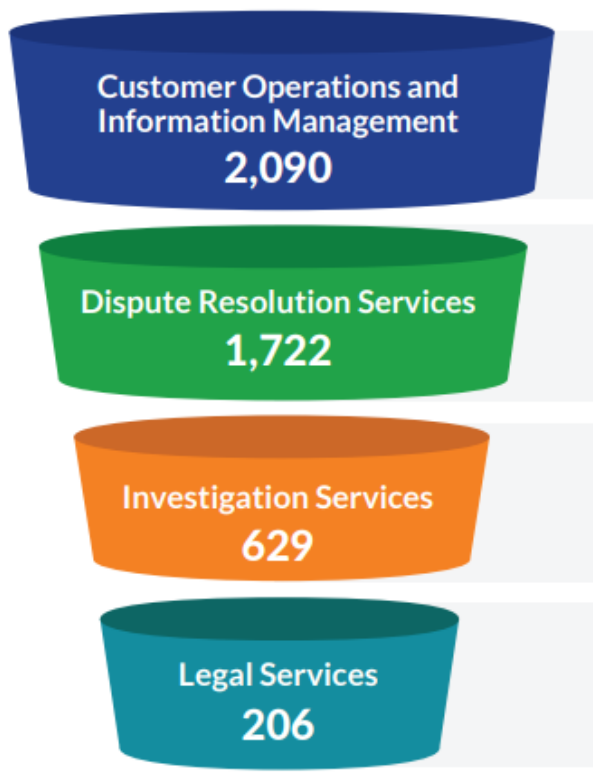 Customer Operations and
Information Management
2,090
Dispute Resolution Services
1,722
Investigation Services
629
Legal Services
206